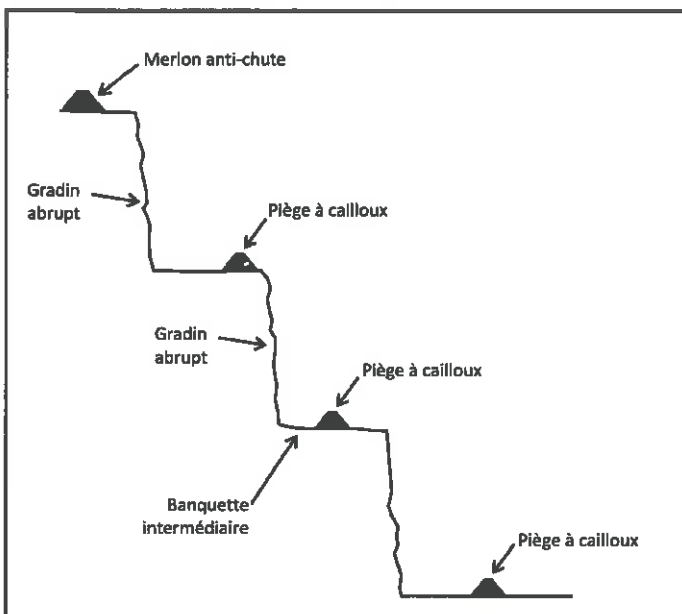 Merlon anti-chute
Gradin
abrupt
Piège à cailloux
Gradin
abrupt
Piège à cailloux
Banquette
intermédiaire
Piège à cailloux